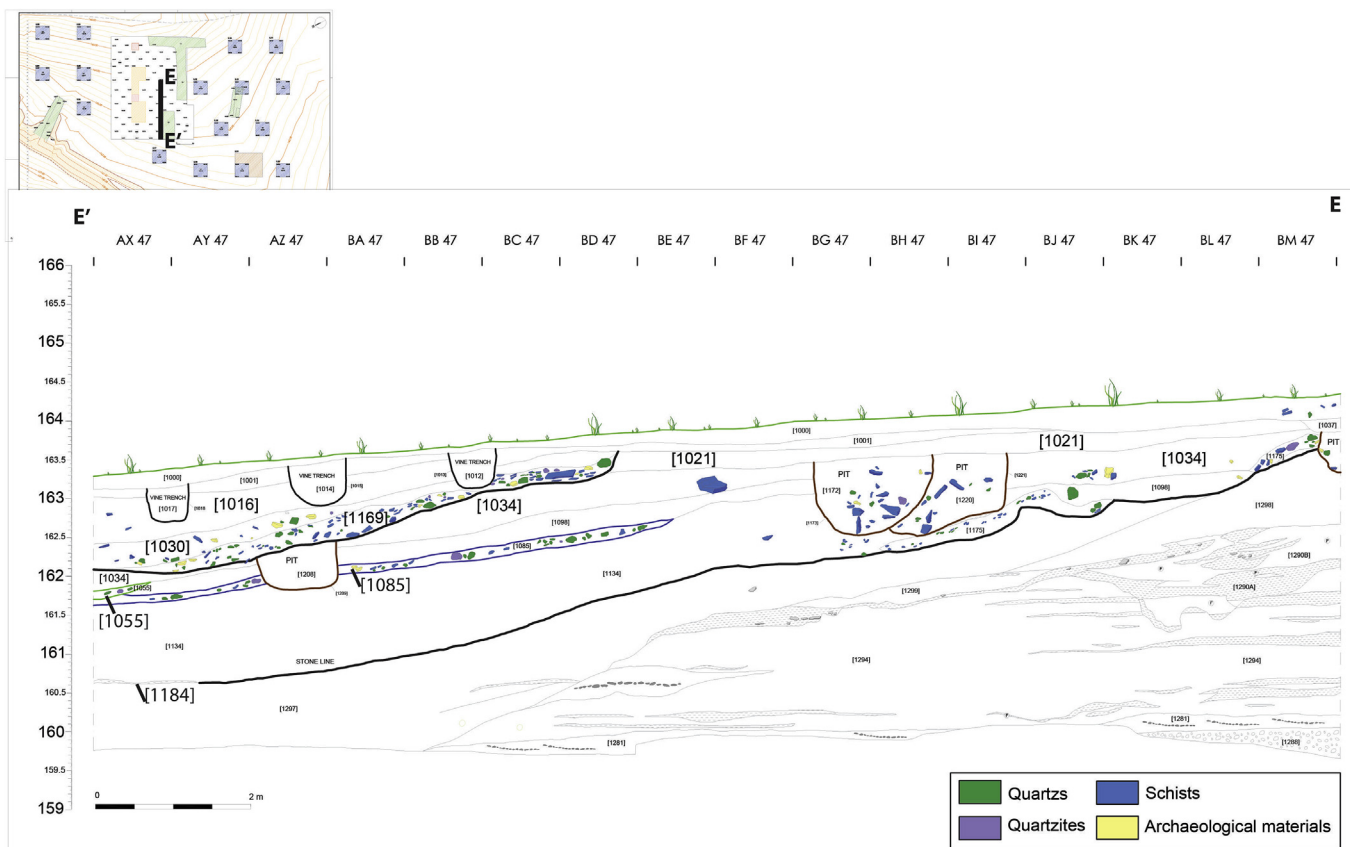 E
E'
E'
E
AX 47 AY 47 AZ 47 BA 47 BB 47 BC 47 BD 47 BE 47 BF 47 BG 47 BH 47 BI 47 BJ 47 BK 47 BL 47 BM 47
166
165.5
165
164.5
164
163.5
163
162.5
162
161.5
161
160.5
160
159.5
159
[1000]
[1001]
[1021]
[1037]
PIT
[1021]
[1034]
[1175]
VINE TRENCH
[1012]
VINE TRENCH
[1014]
[1000]
[1001]
VINE TRENCH
[1017]
[1016]
PIT
[1172]
PIT
[1220]
[1221]
[1098]
[1298]
[1034]
[1169]
[1030]
[1098]
[1175]
[1085]
PIT
[1208]
[1034]
[1055]
[1085]
[1134]
[1290B]
[1290A]
[1299]
[1055]
[1134]
STONE LINE
[1294]
[1294]
[1184]
[1297]
[1281]
[1281]
[1288]
0 2 m
Quartzs
Schists
Quartzites
Archaeological materials